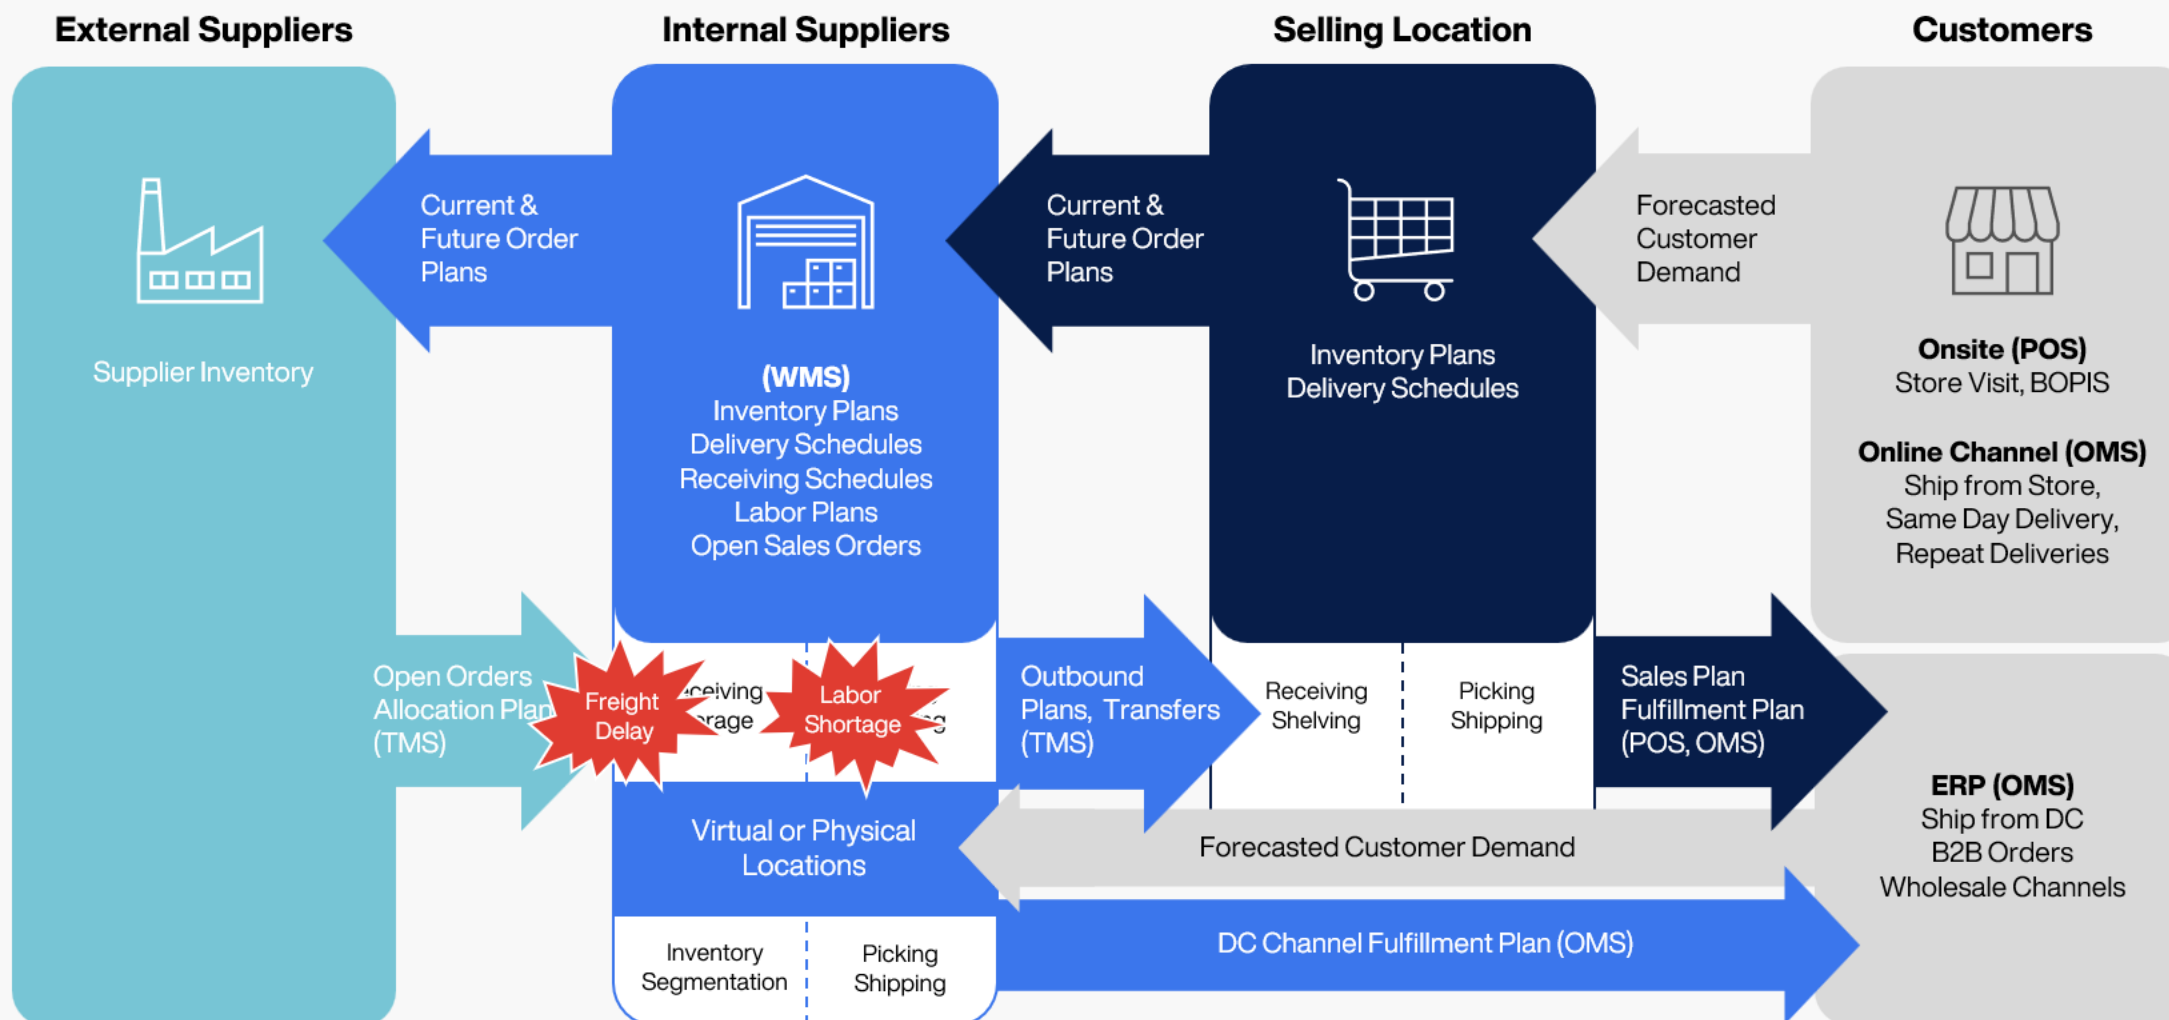 External Suppliers
Internal Suppliers
Selling Location
Customers
Current &
Future Order
Plans
Current &
Future Order
Plans
Forecasted
Customer
Demand
Supplier Inventory
(WMS)
Inventory Plans
Delivery Schedules
Receiving Schedules
Labor Plans
Open Sales Orders
Inventory Plans
Delivery Schedules
Onsite (POS)
Store Visit, BOPIS
Online Channel (OMS)
Ship from Store,
Same Day Delivery,
Repeat Deliveries
Open Orders
Allocation Plan
(TMS)
Freight
Delay
Labor
Shortage
Outbound
Plans, Transfers
(TMS)
Receiving
Shelving
Picking
Shipping
Sales Plan
Fulfillment Plan
(POS, OMS)
Virtual or Physical
Locations
Forecasted Customer Demand
ERP (OMS)
Ship from DC
B2B Orders
Wholesale Channels
Inventory
Segmentation
Picking
Shipping
DC Channel Fulfillment Plan (OMS)